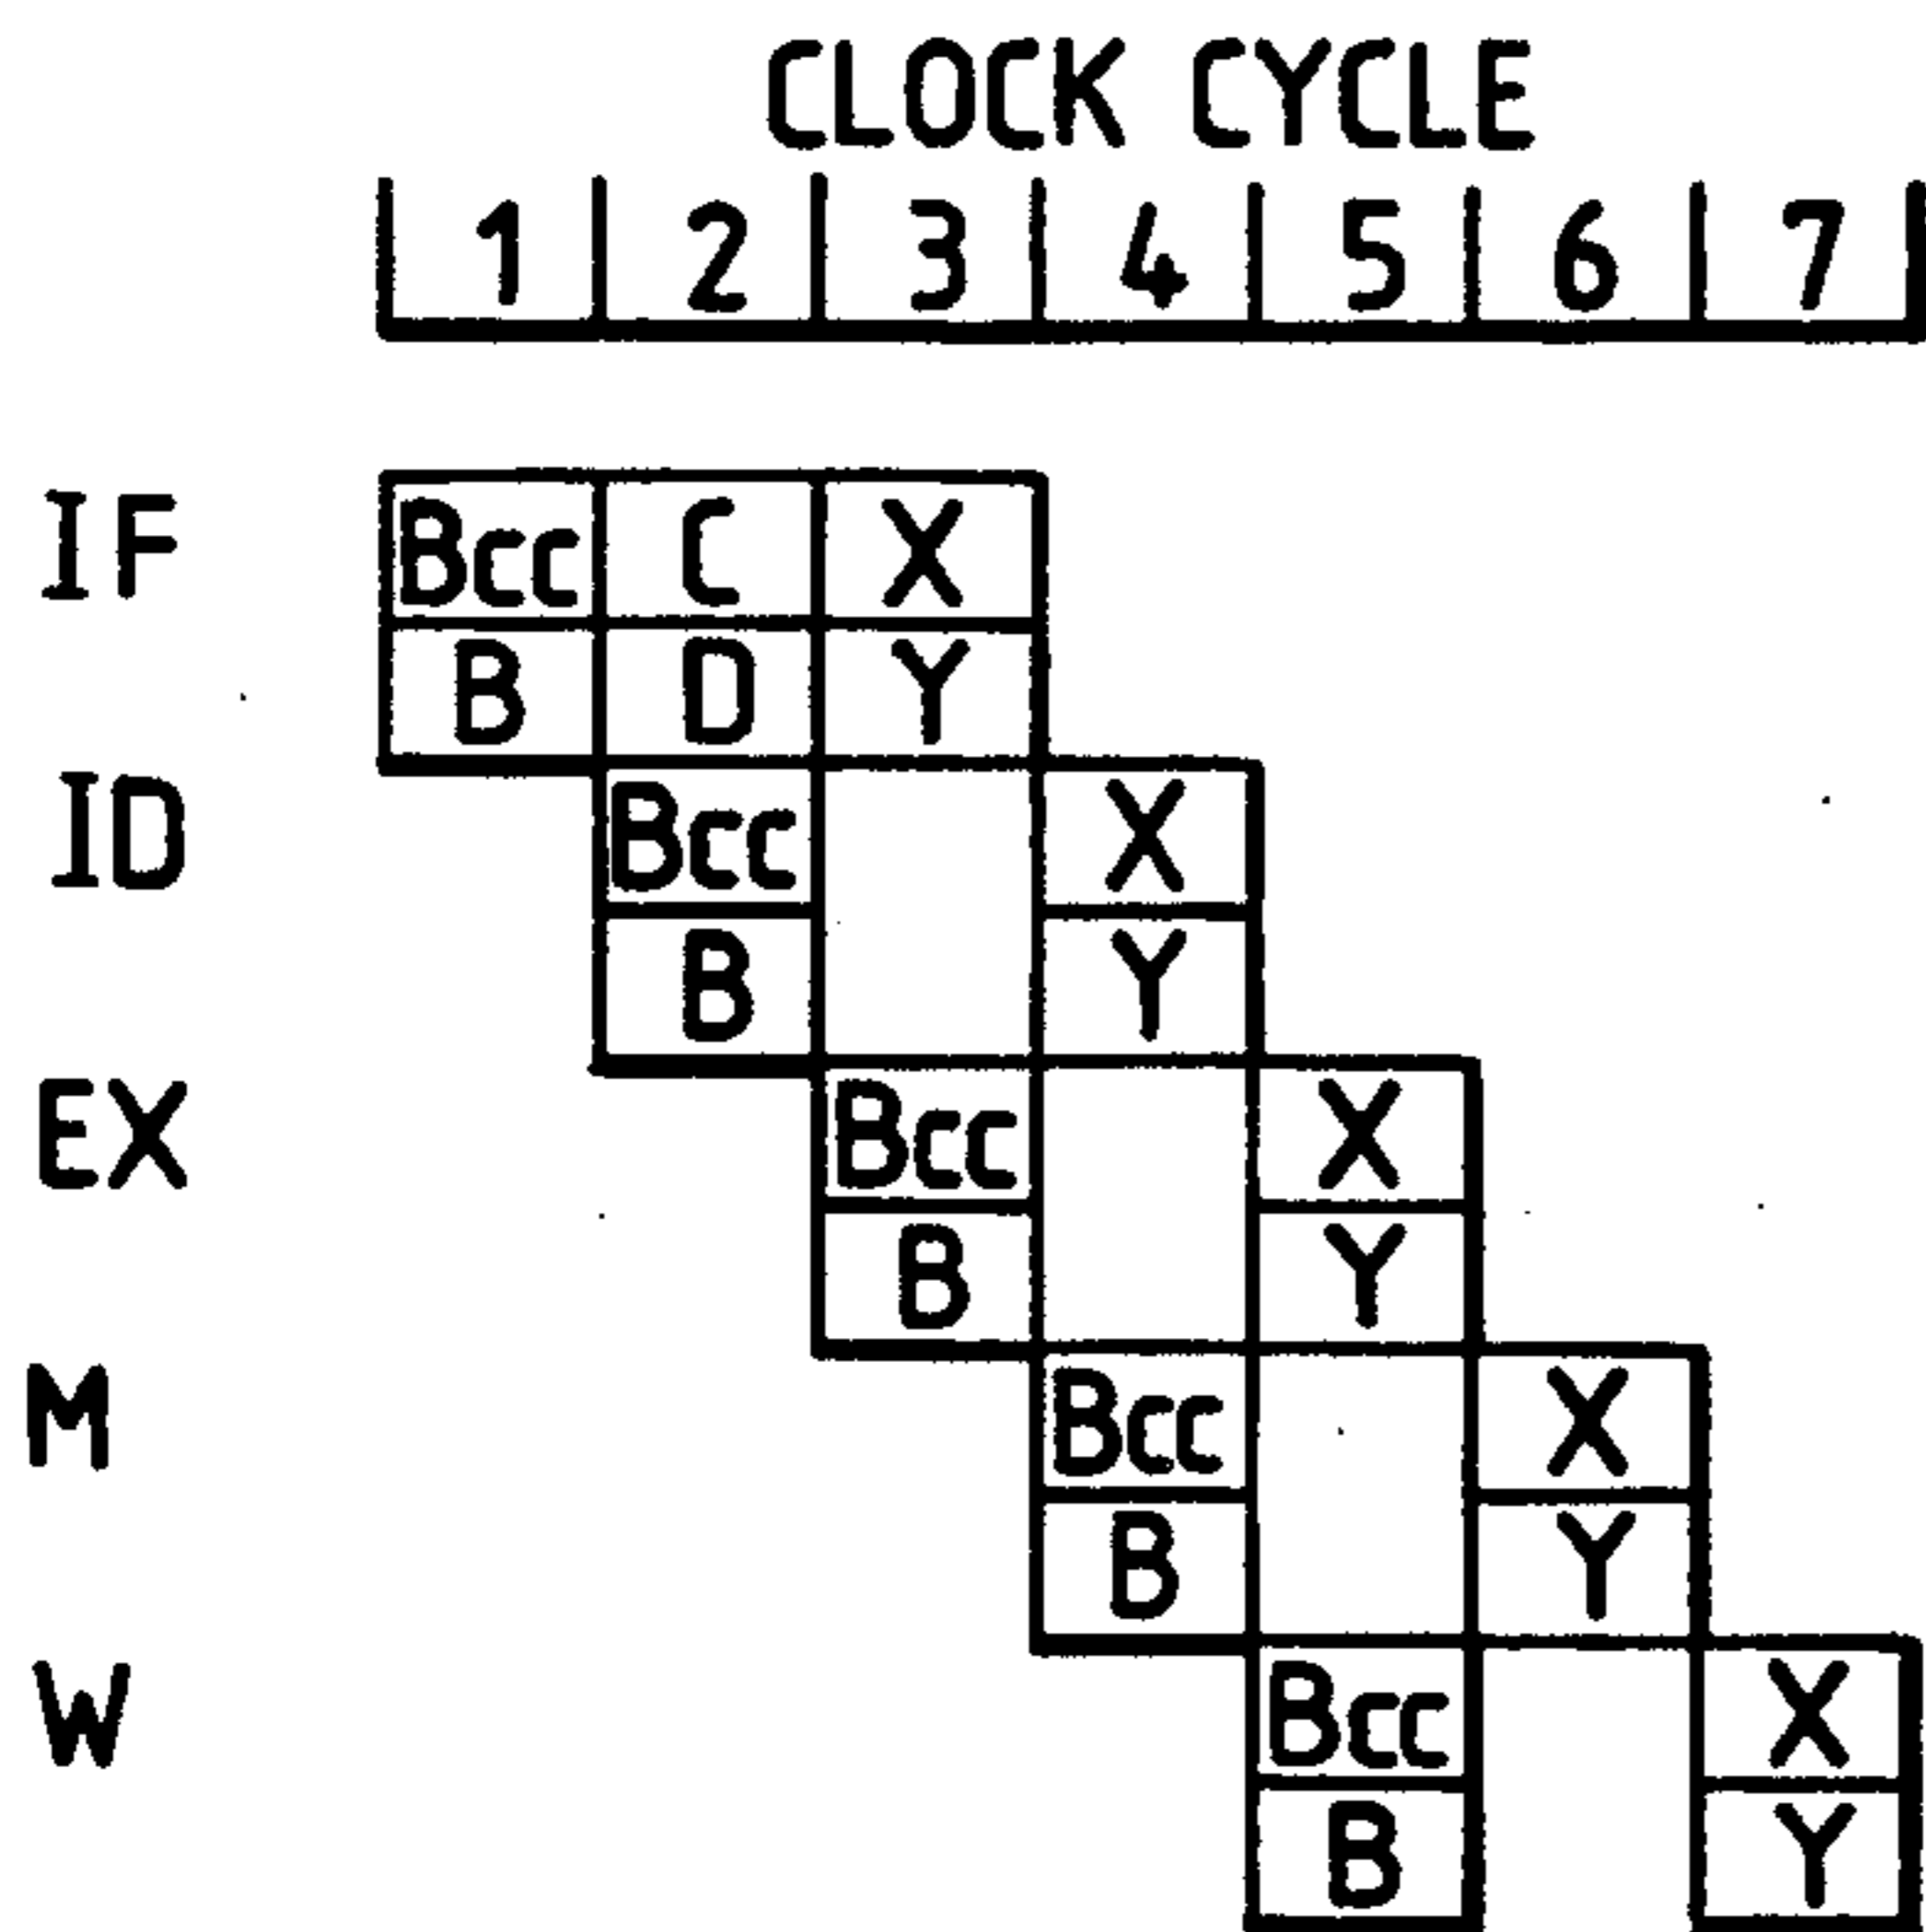 CLOCK CYCLE
1 2 3 4 5 6 7
IF Bcc C X
B D Y
ID Bcc X
B Y
EX Bcc X
B Y
M Bcc X
B Y
W Bcc X
B Y